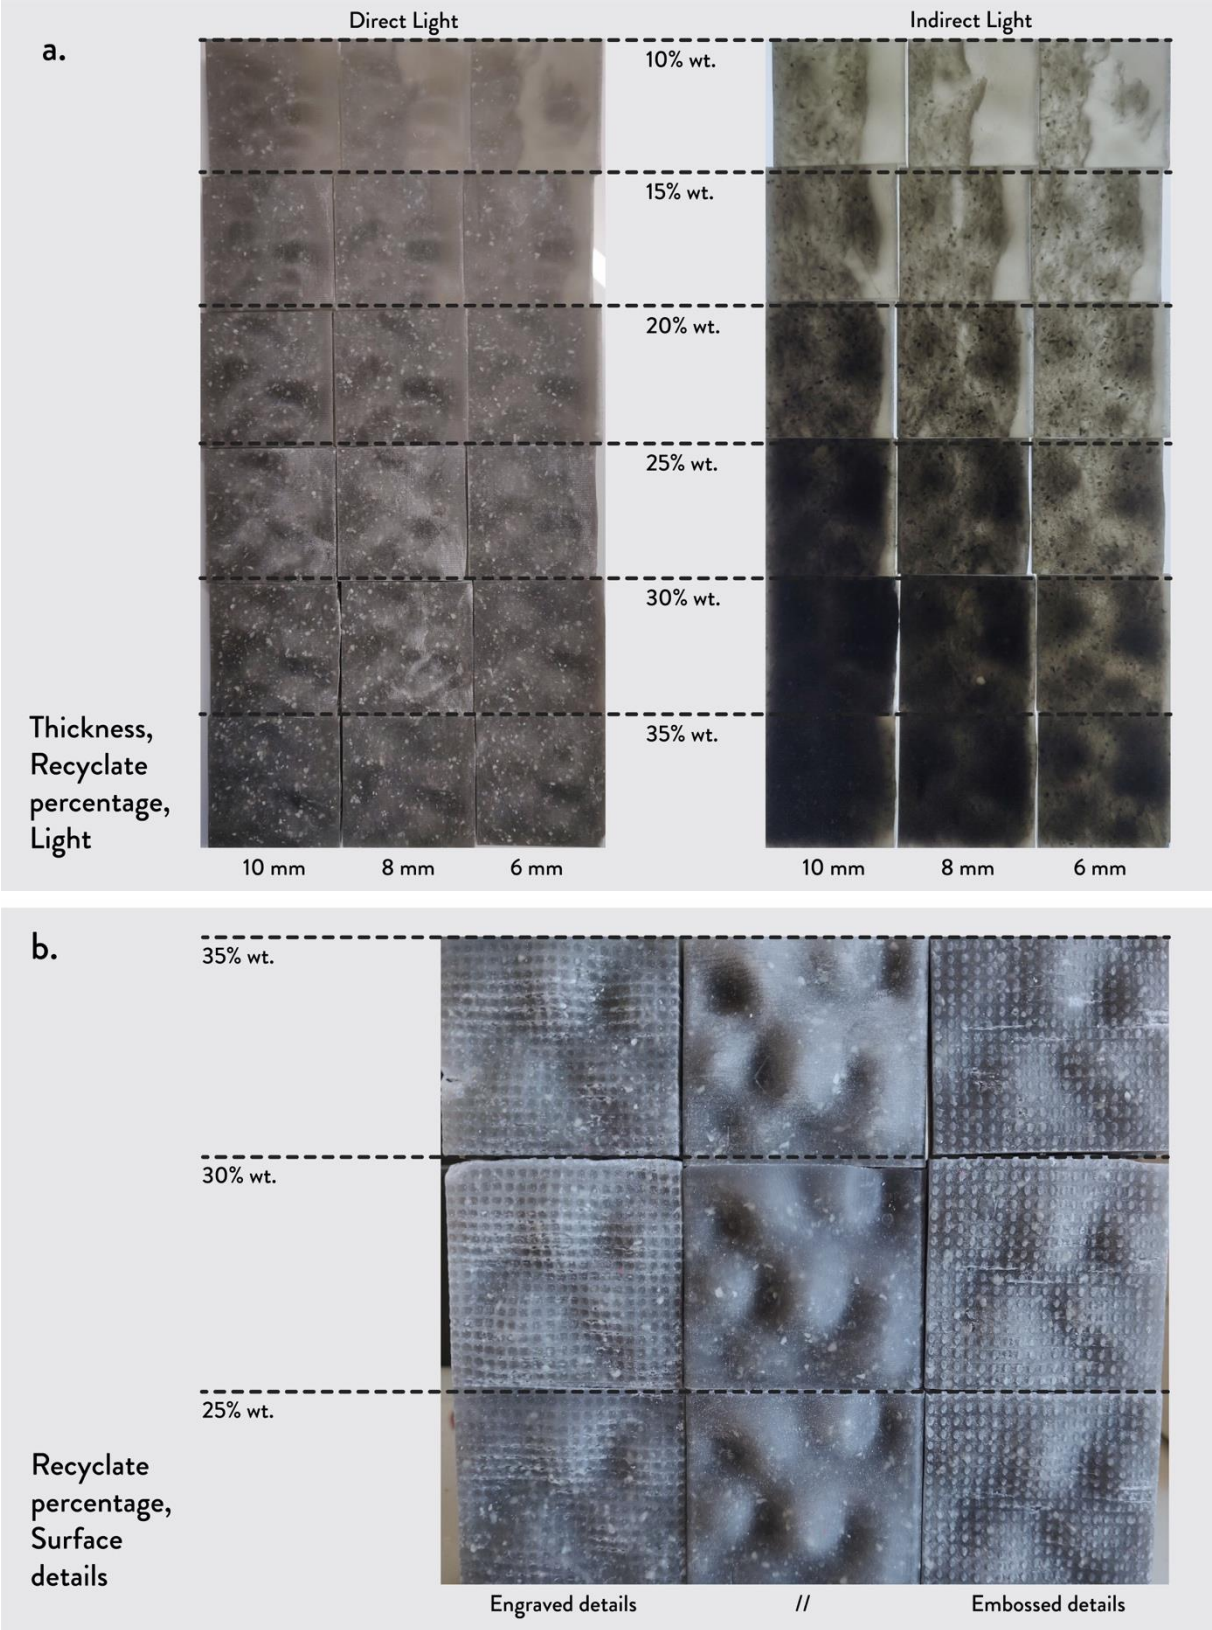 Direct Light
Indirect Light
a.
10% wt.
15% wt.
20% wt.
25% wt.
30% wt.
35% wt.
Thickness,
Recyclate
percentage,
Light
10 mm
8 mm
6 mm
10 mm
8 mm
6 mm
b.
35% wt.
30% wt.
25% wt.
Recyclate
percentage,
Surface
details
Engraved details
//
Embossed details